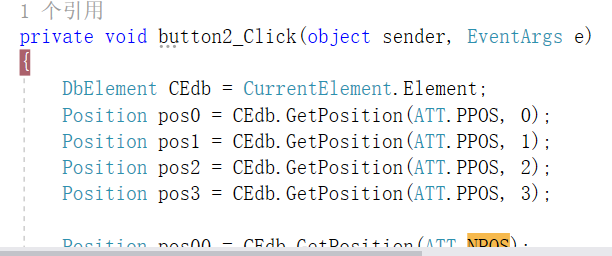 1 个引用
private void button2_Click(object sender, EventArgs e)
{
DbElement CEdb = CurrentElement.Element;
Position pos0 = CEdb.GetPosition(ATT.PPOS, 0);
Position pos1 = CEdb.GetPosition(ATT.PPOS, 1);
Position pos2 = CEdb.GetPosition(ATT.PPOS, 2);
Position pos3 = CEdb.GetPosition(ATT.PPOS, 3);
Position pos00 = CEdb.GetPosition(ATT.NPOS);